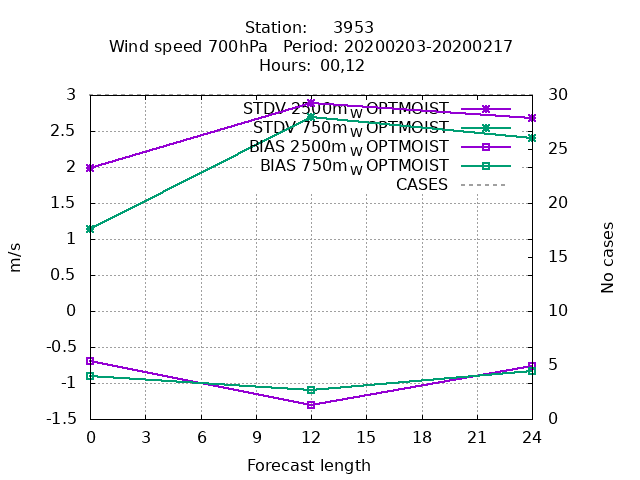 Station: 3953
Wind speed 700hPa Period: 20200203-20200217
Hours: 00,12
STDV 2500m_W OPTMOIST
STDV 750m_W OPTMOIST
BIAS 2500m_W OPTMOIST
BIAS 750m_W OPTMOIST
CASES
3
2.5
2
1.5
1
0.5
0
-0.5
-1
-1.5
30
25
20
15
10
5
0
m/s
No cases
0 3 6 9 12 15 18 21 24
Forecast length